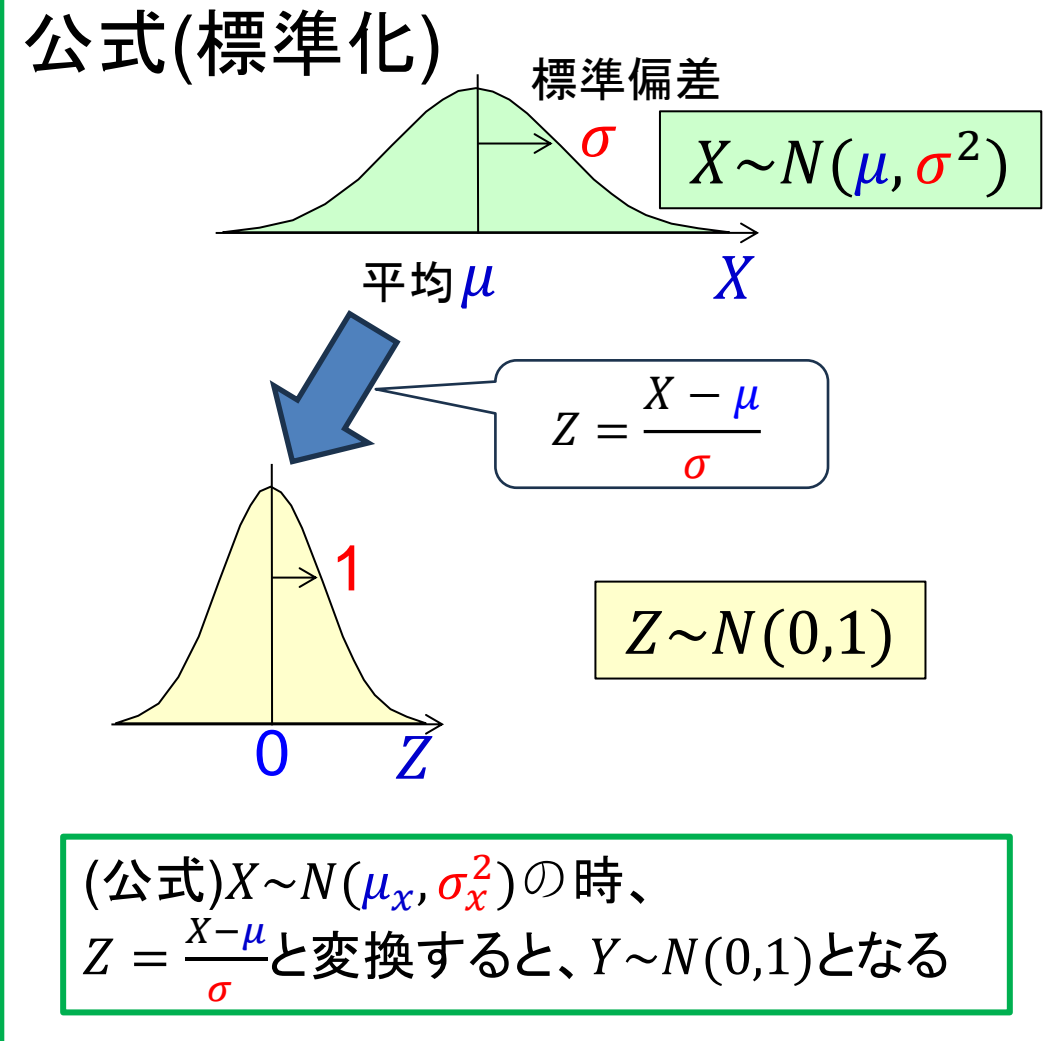 公式(標準化)
標準偏差
σ
X~N(μ,σ²)
平均μ
X
Z = (X − μ)/σ
1
Z~N(0,1)
0
Z
(公式)X~N(μₓ,σₓ²)の時、
Z = (X−μ)/σと変換すると、Y~N(0,1)となる